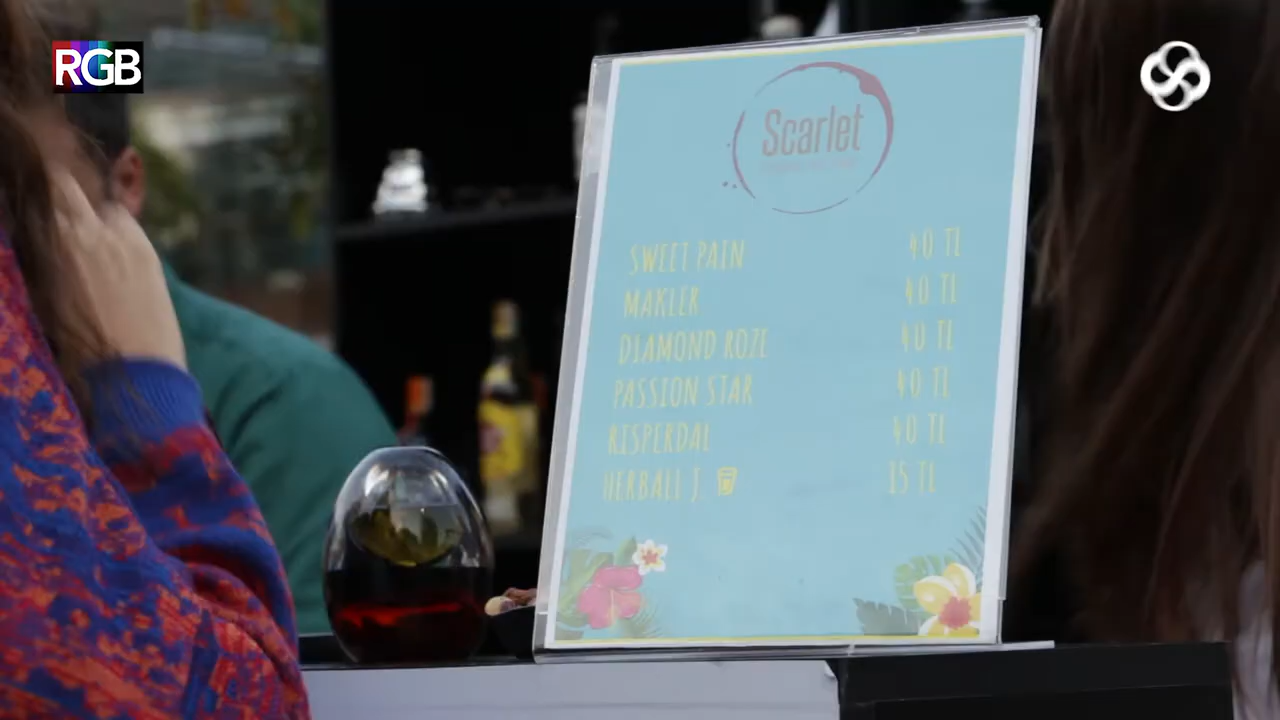 RGB
Scarlet
SWEET PAIN 40 TL
MAKLER 40 TL
DIAMOND ROZE 40 TL
PASSION STAR 40 TL
RISPERDAL 40 TL
HERBALL J. 15 TL